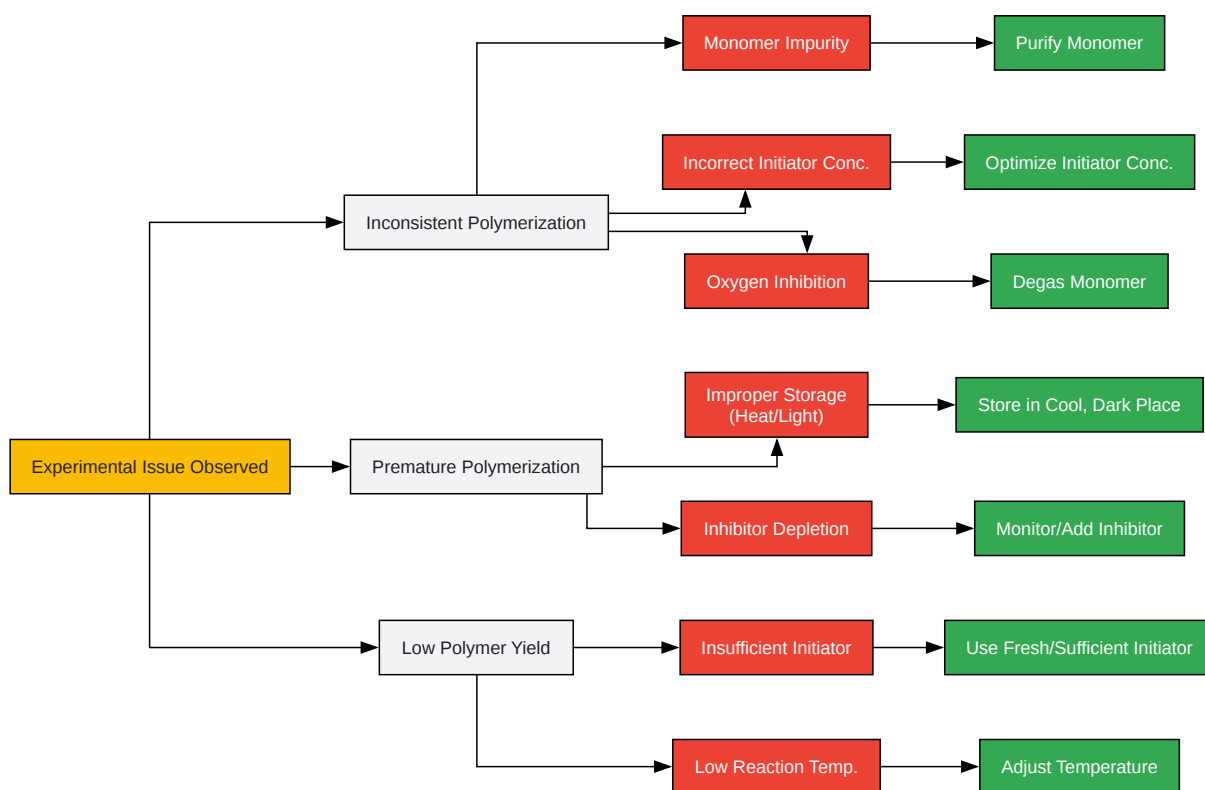 Monomer Impurity
Purify Monomer
Incorrect Initiator Conc.
Optimize Initiator Conc.
Inconsistent Polymerization
Oxygen Inhibition
Degas Monomer
Improper Storage
(Heat/Light)
Store in Cool, Dark Place
Experimental Issue Observed
Premature Polymerization
Inhibitor Depletion
Monitor/Add Inhibitor
Low Polymer Yield
Insufficient Initiator
Use Fresh/Sufficient Initiator
Low Reaction Temp.
Adjust Temperature